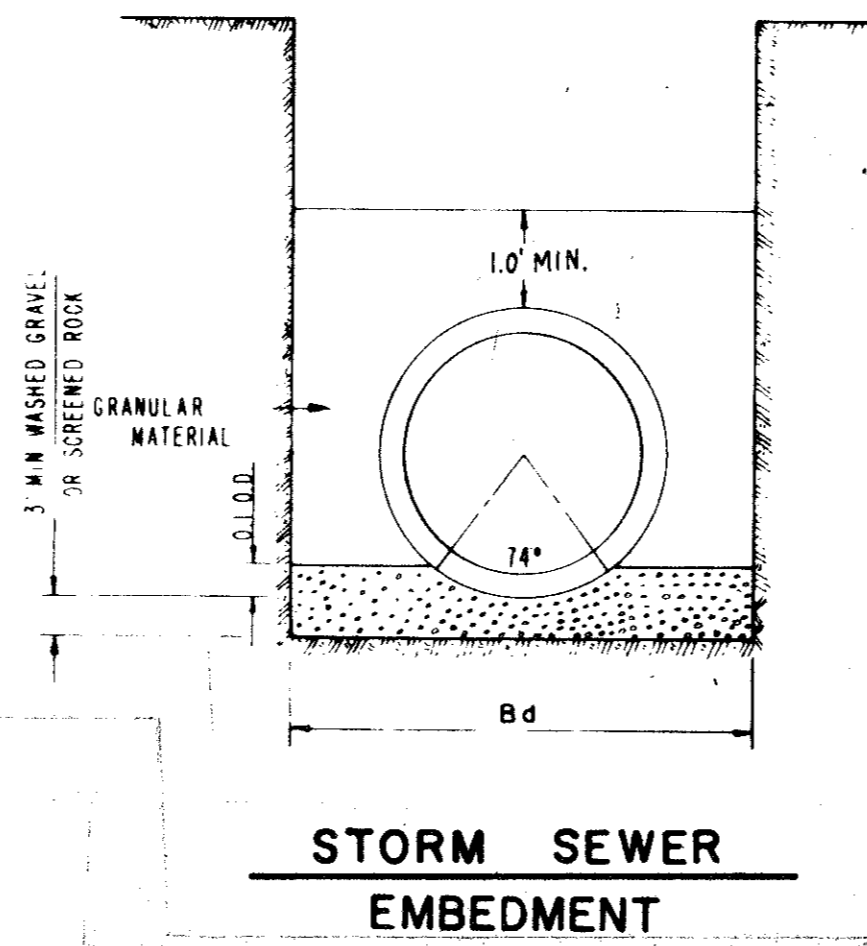 1.0' MIN.
3" MIN WASHED GRAVEL
OR SCREENED ROCK
GRANULAR
MATERIAL
0.1 O.D
74°
Bd
STORM SEWER
EMBEDMENT